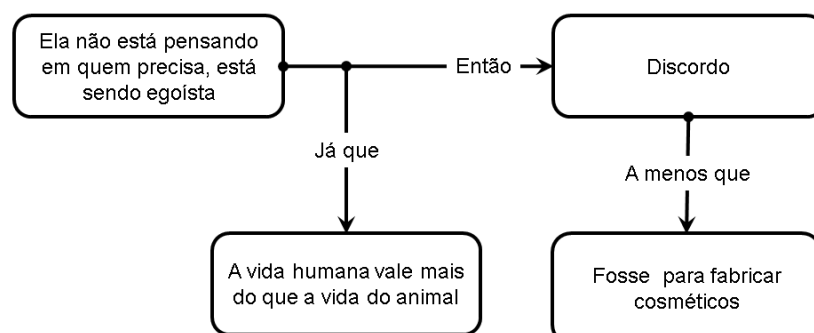 Ela não está pensando
em quem precisa, está
sendo egoísta
Então
Discordo
Já que
A menos que
A vida humana vale mais
do que a vida do animal
Fosse para fabricar
cosméticos